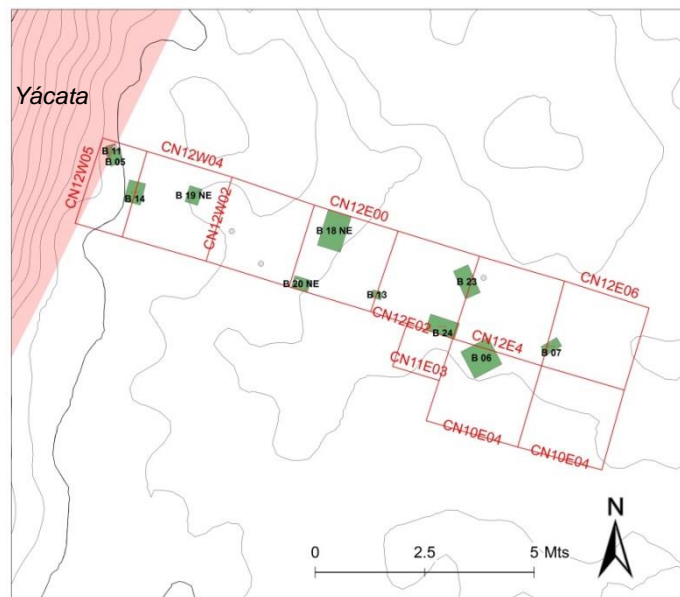 Yácata
B 11
B 05
CN12W05
CN12W04
B 14
B 19 NE
CN12W02
CN12E00
B 18 NE
B 20 NE
B 13
B 23
CN12E06
CN12E02
B 24
CN12E4
B 07
B 06
CN11E03
CN10E04
CN10E04
N
0 2.5 5 Mts